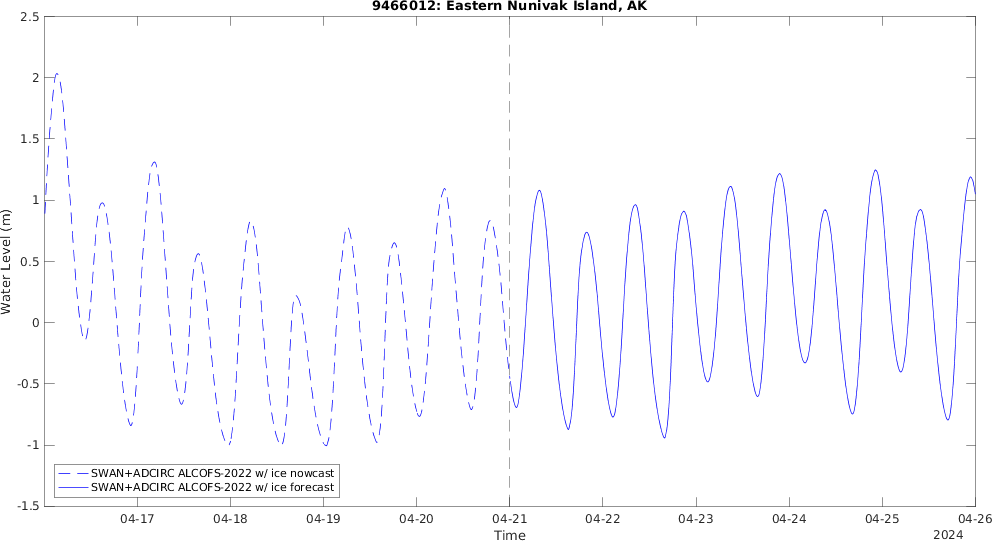 9466012: Eastern Nunivak Island, AK
2.5
2
1.5
1
0.5
0
-0.5
-1
-1.5
Water Level (m)
SWAN+ADCIRC ALCOFS-2022 w/ ice nowcast
SWAN+ADCIRC ALCOFS-2022 w/ ice forecast
04-17 04-18 04-19 04-20 04-21 04-22 04-23 04-24 04-25 04-26
Time
2024